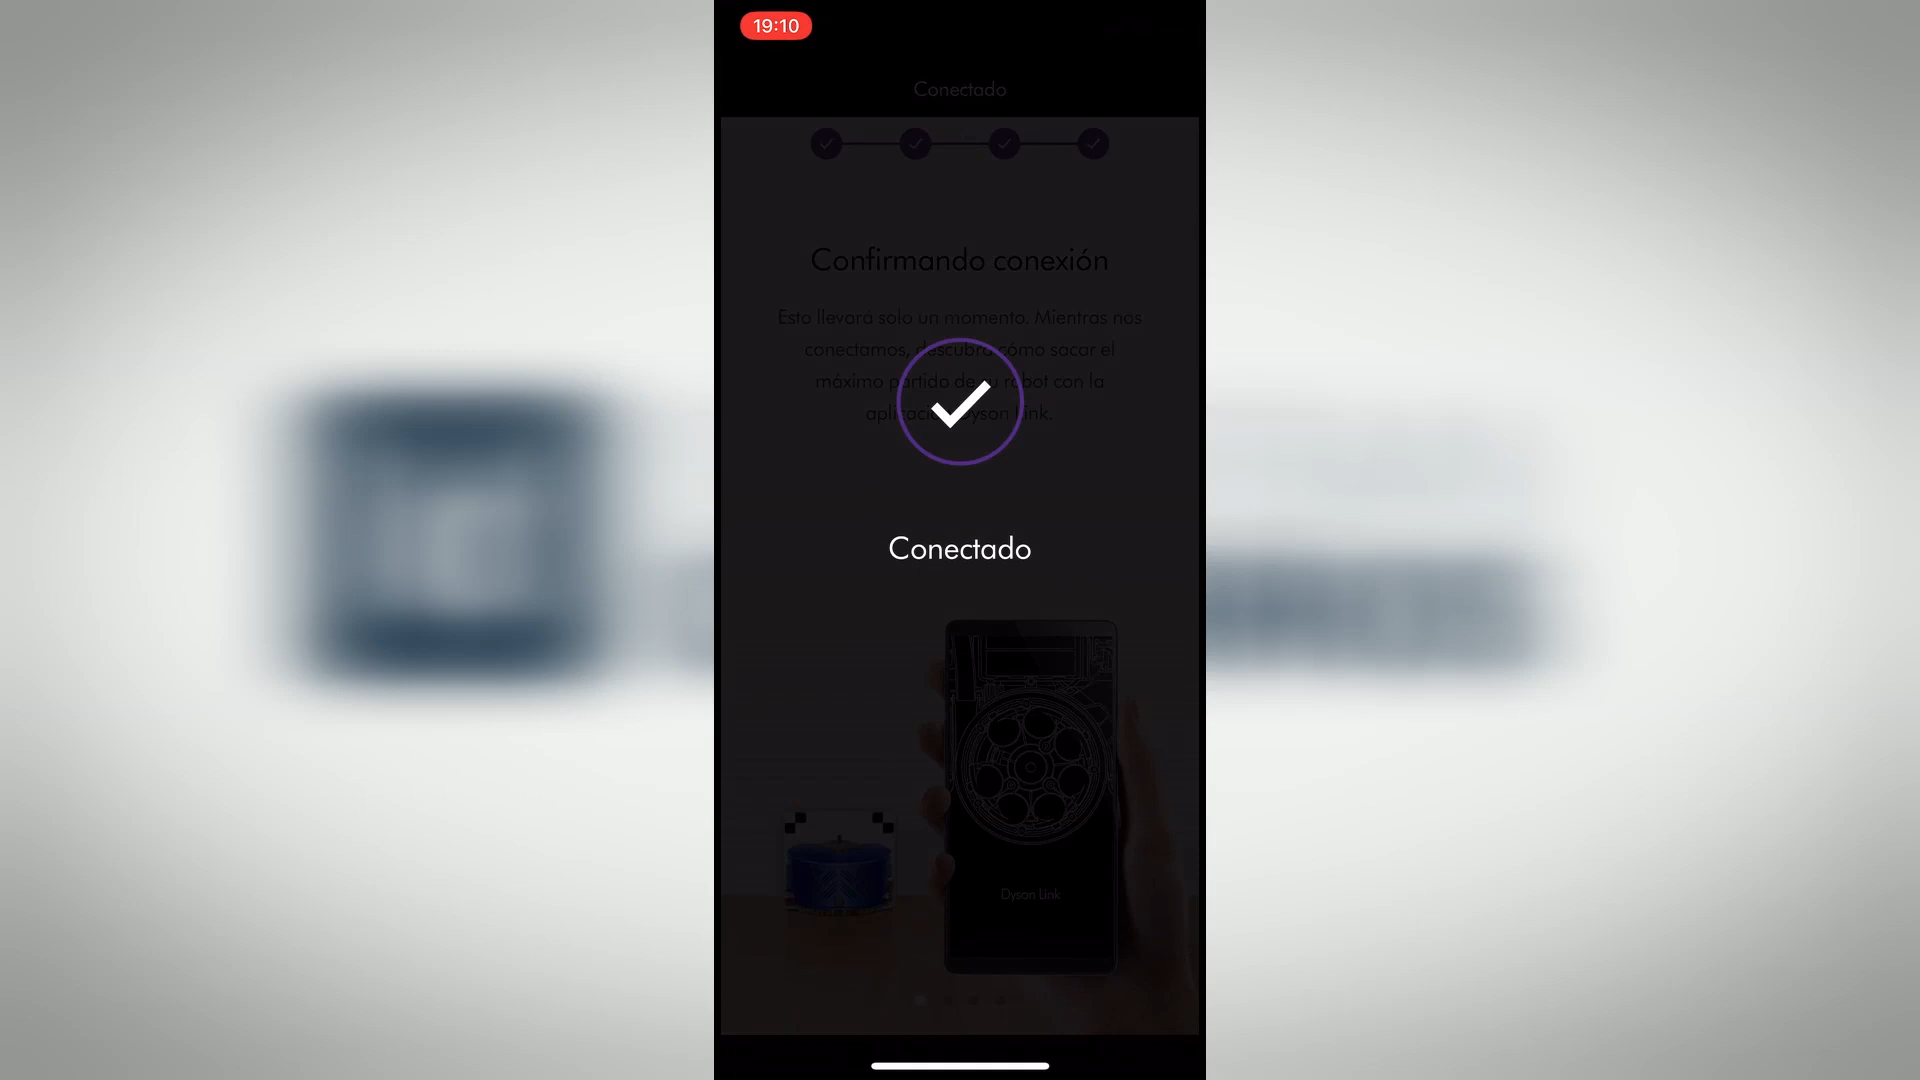 19:10
Conectado
Confirmando conexión
Esto llevará solo un momento. Mientras nos
conectamos, descubra cómo sacar el
máximo partido de su robot con la
aplicación Dyson Link.
Conectado
Dyson Link